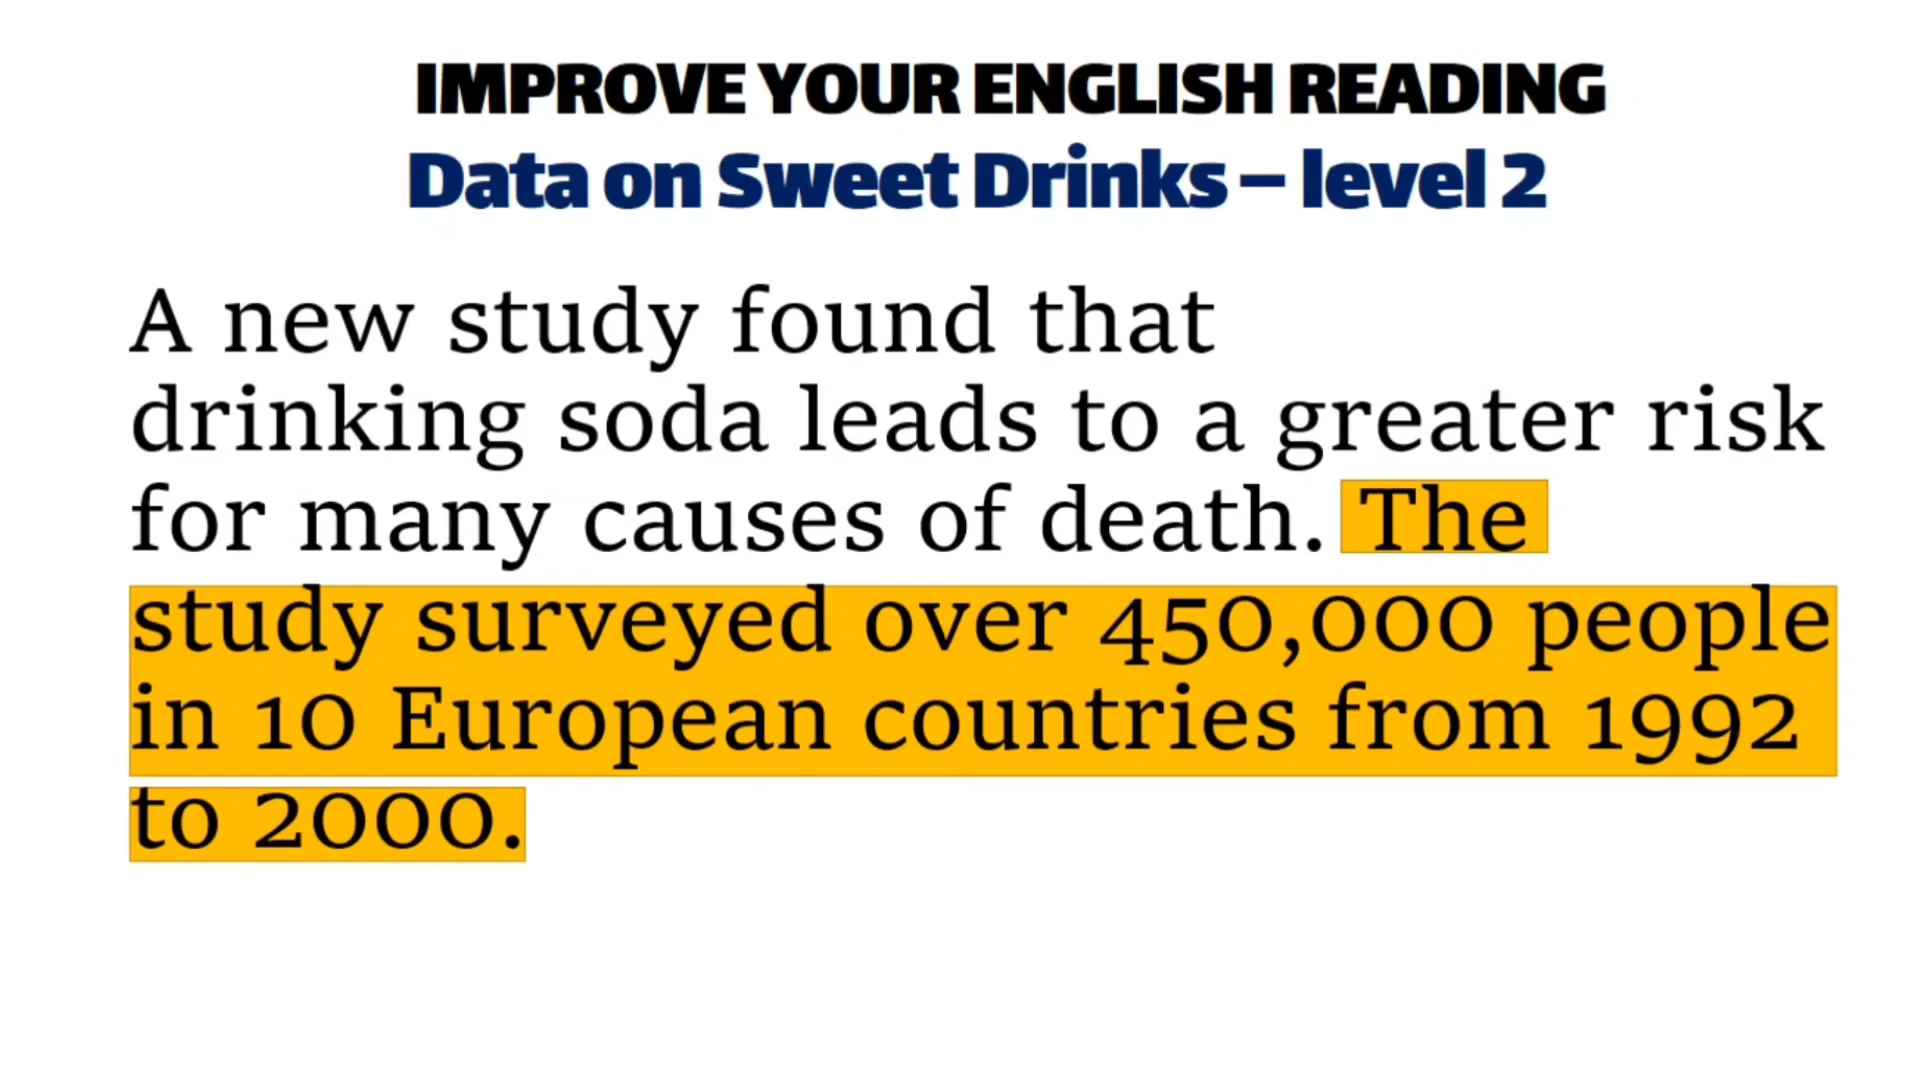 IMPROVE YOUR ENGLISH READING
Data on Sweet Drinks – level 2
A new study found that
drinking soda leads to a greater risk
for many causes of death. The
study surveyed over 450,000 people
in 10 European countries from 1992
to 2000.